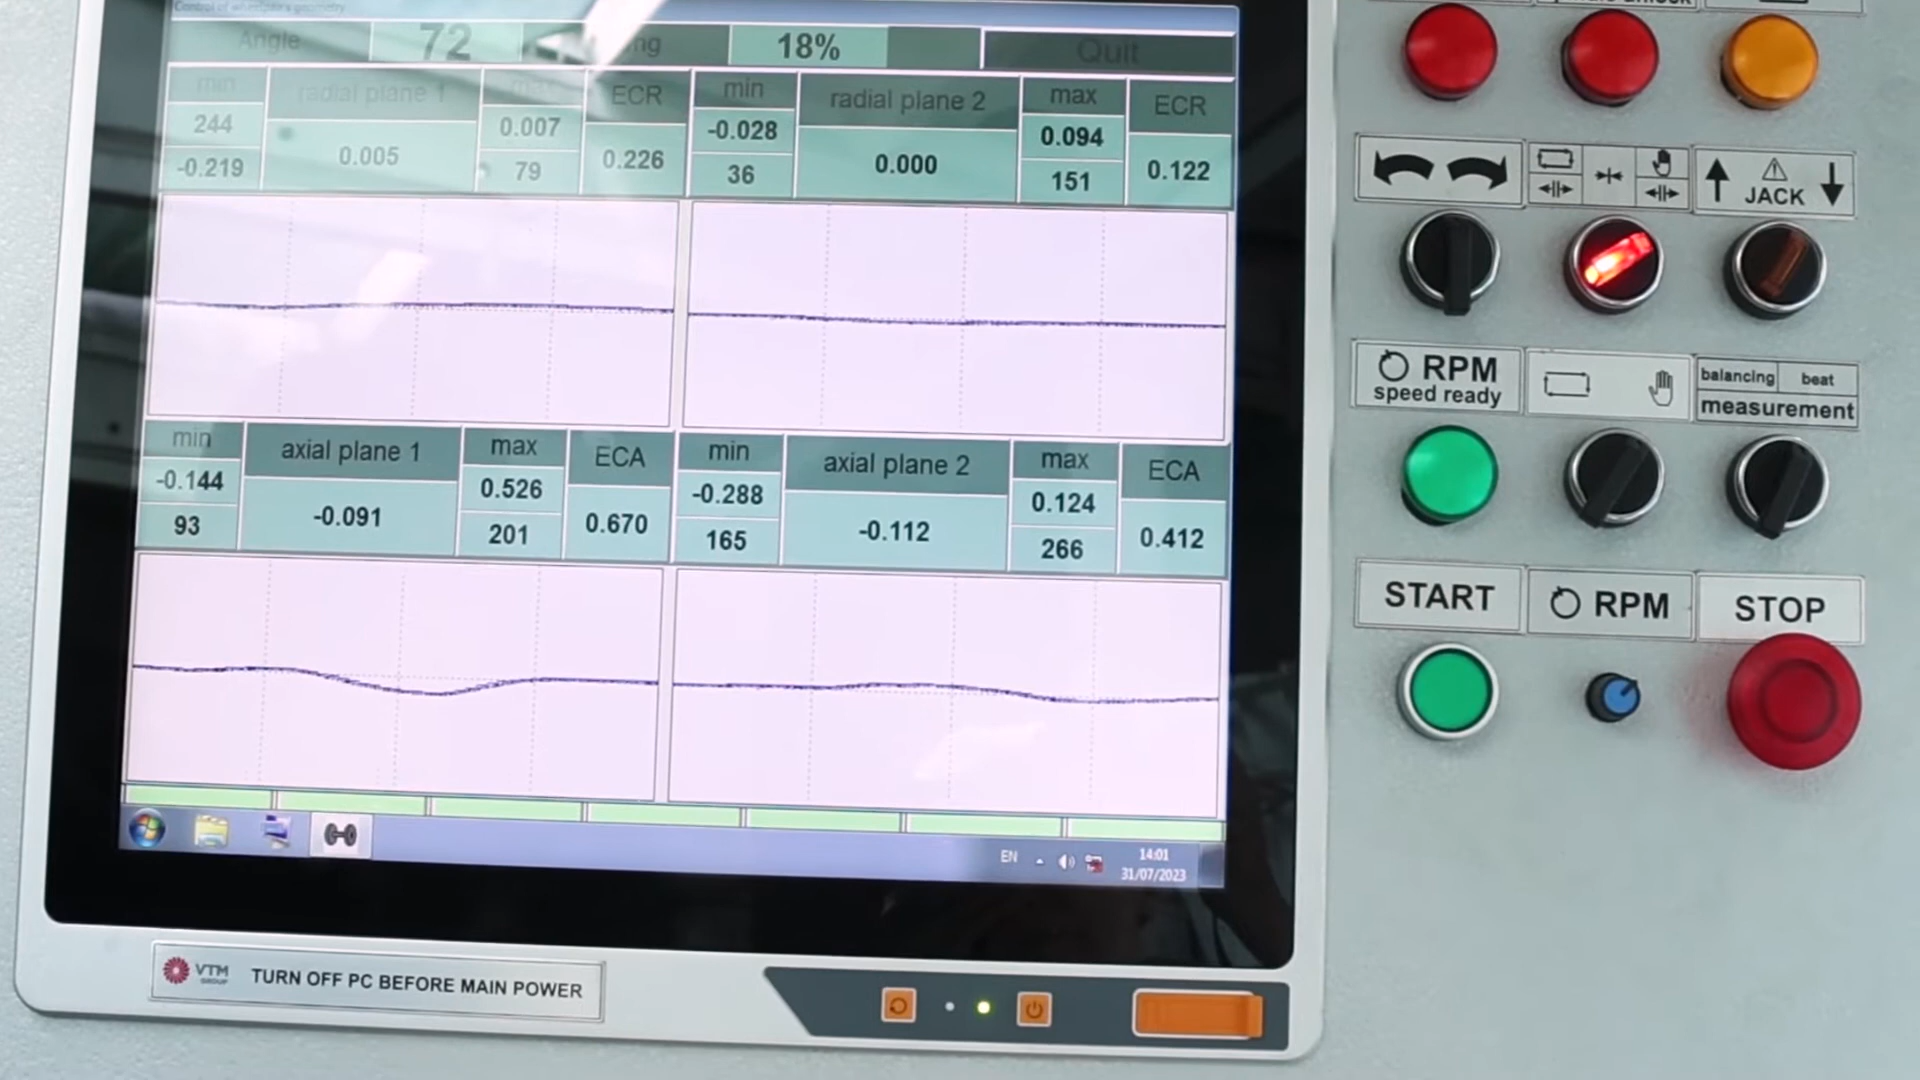 Control of wheelset's geometry
Angle 72 18% Quit
min radial plane 1 max ECR
244 0.007
-0.219 0.005 79 0.226
min radial plane 2 max ECR
-0.028 0.094
36 0.000 151 0.122
min axial plane 1 max ECA
-0.144 0.526
93 -0.091 201 0.670
min axial plane 2 max ECA
-0.288 0.124
165 -0.112 266 0.412
EN 14:01
31/07/2023
VTM
GROUP
TURN OFF PC BEFORE MAIN POWER
JACK
RPM
speed ready
balancing beat
measurement
START RPM STOP